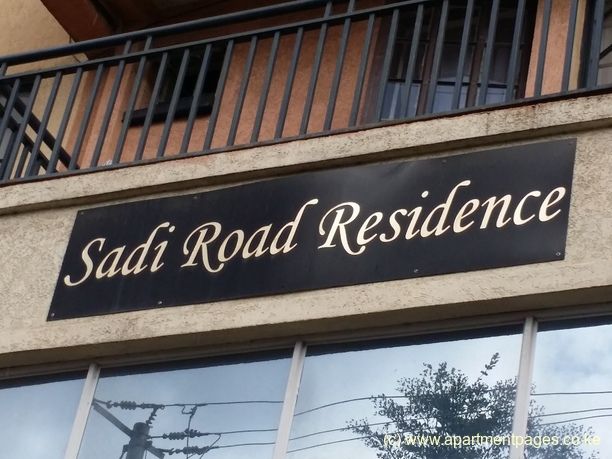 Sadi Road Residence
(c) www.apartmentpages.co.ke